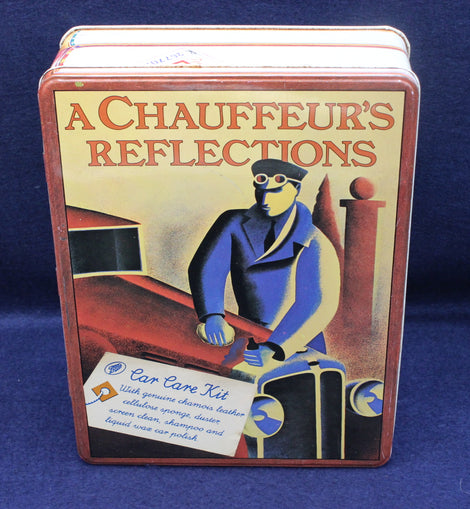 A CHAUFFEUR'S
REFLECTIONS
Car Care Kit
With genuine chamois leather
cellulose sponge, duster
screen clean, shampoo and
liquid wax car polish